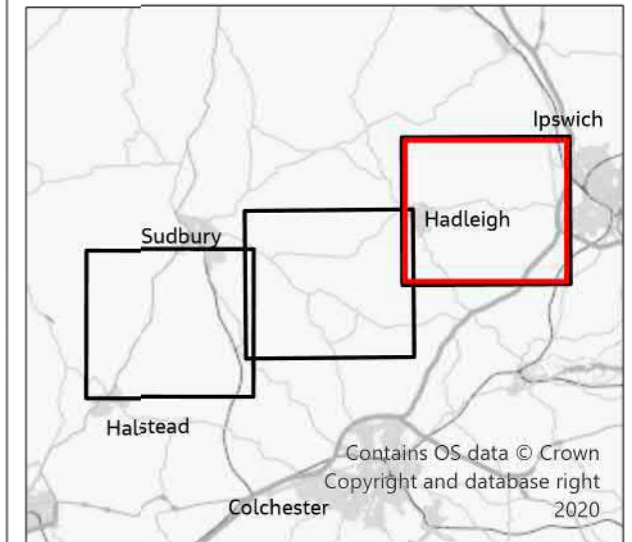 Ipswich
Hadleigh
Sudbury
Halstead
Contains OS data © Crown
Copyright and database right
2020
Colchester